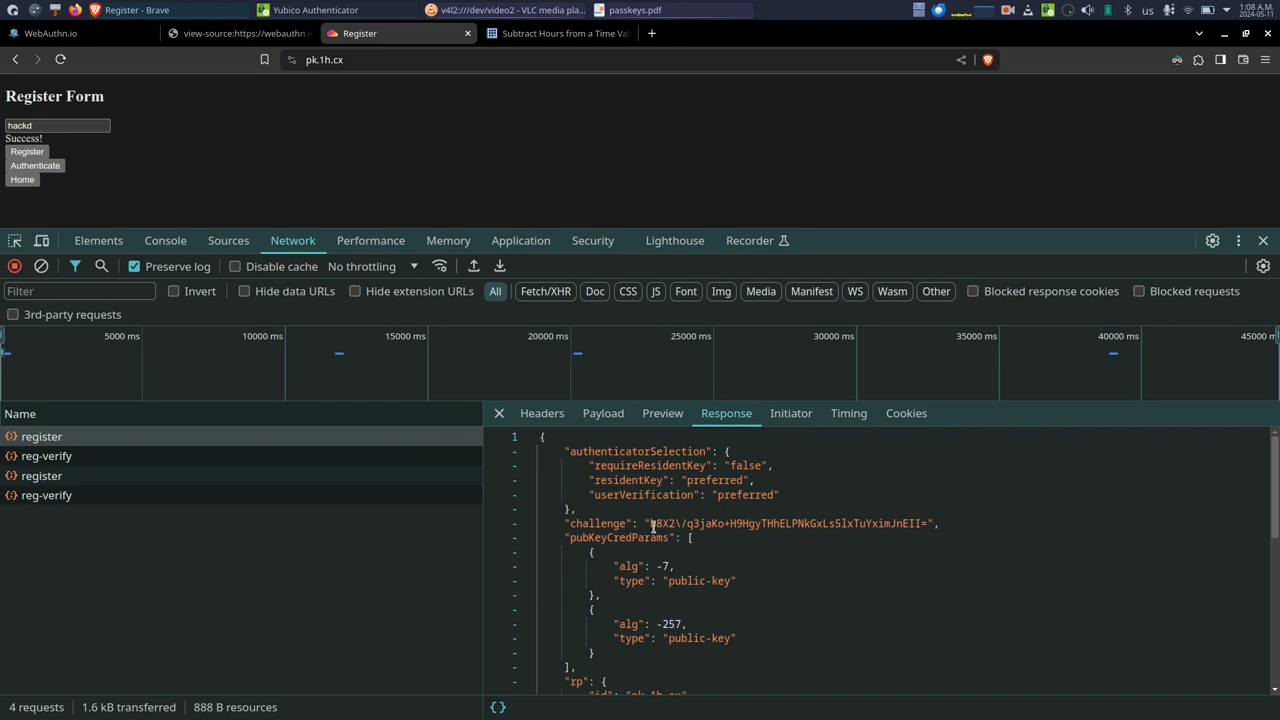 Register - Brave
Yubico Authenticator
v4l2:///dev/video2 - VLC media pla...
passkeys.pdf
us
1:08 A.M.
2024-05-11
WebAuthn.io
view-source:https://webauthn.i
Register
Subtract Hours from a Time Val
pk.1h.cx
Register Form
hackd
Success!
Register
Authenticate
Home
Elements
Console
Sources
Network
Performance
Memory
Application
Security
Lighthouse
Recorder
Preserve log
Disable cache
No throttling
Filter
Invert
Hide data URLs
Hide extension URLs
All
Fetch/XHR
Doc
CSS
JS
Font
Img
Media
Manifest
WS
Wasm
Other
Blocked response cookies
Blocked requests
3rd-party requests
5000 ms
10000 ms
15000 ms
20000 ms
25000 ms
30000 ms
35000 ms
40000 ms
45000 m
Name
Headers
Payload
Preview
Response
Initiator
Timing
Cookies
register
reg-verify
register
reg-verify
1 {
- "authenticatorSelection": {
- "requireResidentKey": "false",
- "residentKey": "preferred",
- "userVerification": "preferred"
- },
- "challenge":
- "pubKeyCredParams": [
- {
- "alg": -7,
- "type": "public-key"
- },
- {
- "alg": -257,
- "type": "public-key"
- }
- ],
- "rp": {
- "id": "pk.1h.cx",
4 requests
1.6 kB transferred
888 B resources
{}